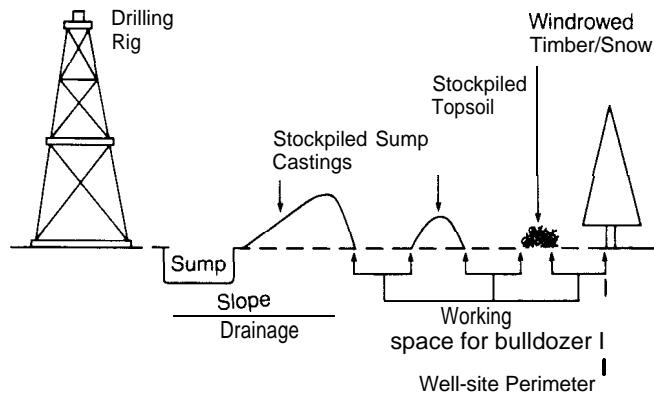 Drilling
Rig
Windrowed
Timber/Snow
Stockpiled
Topsoil
Stockpiled Sump
Castings
Sump
Slope
Drainage
Working
space for bulldozer I
Well-site Perimeter